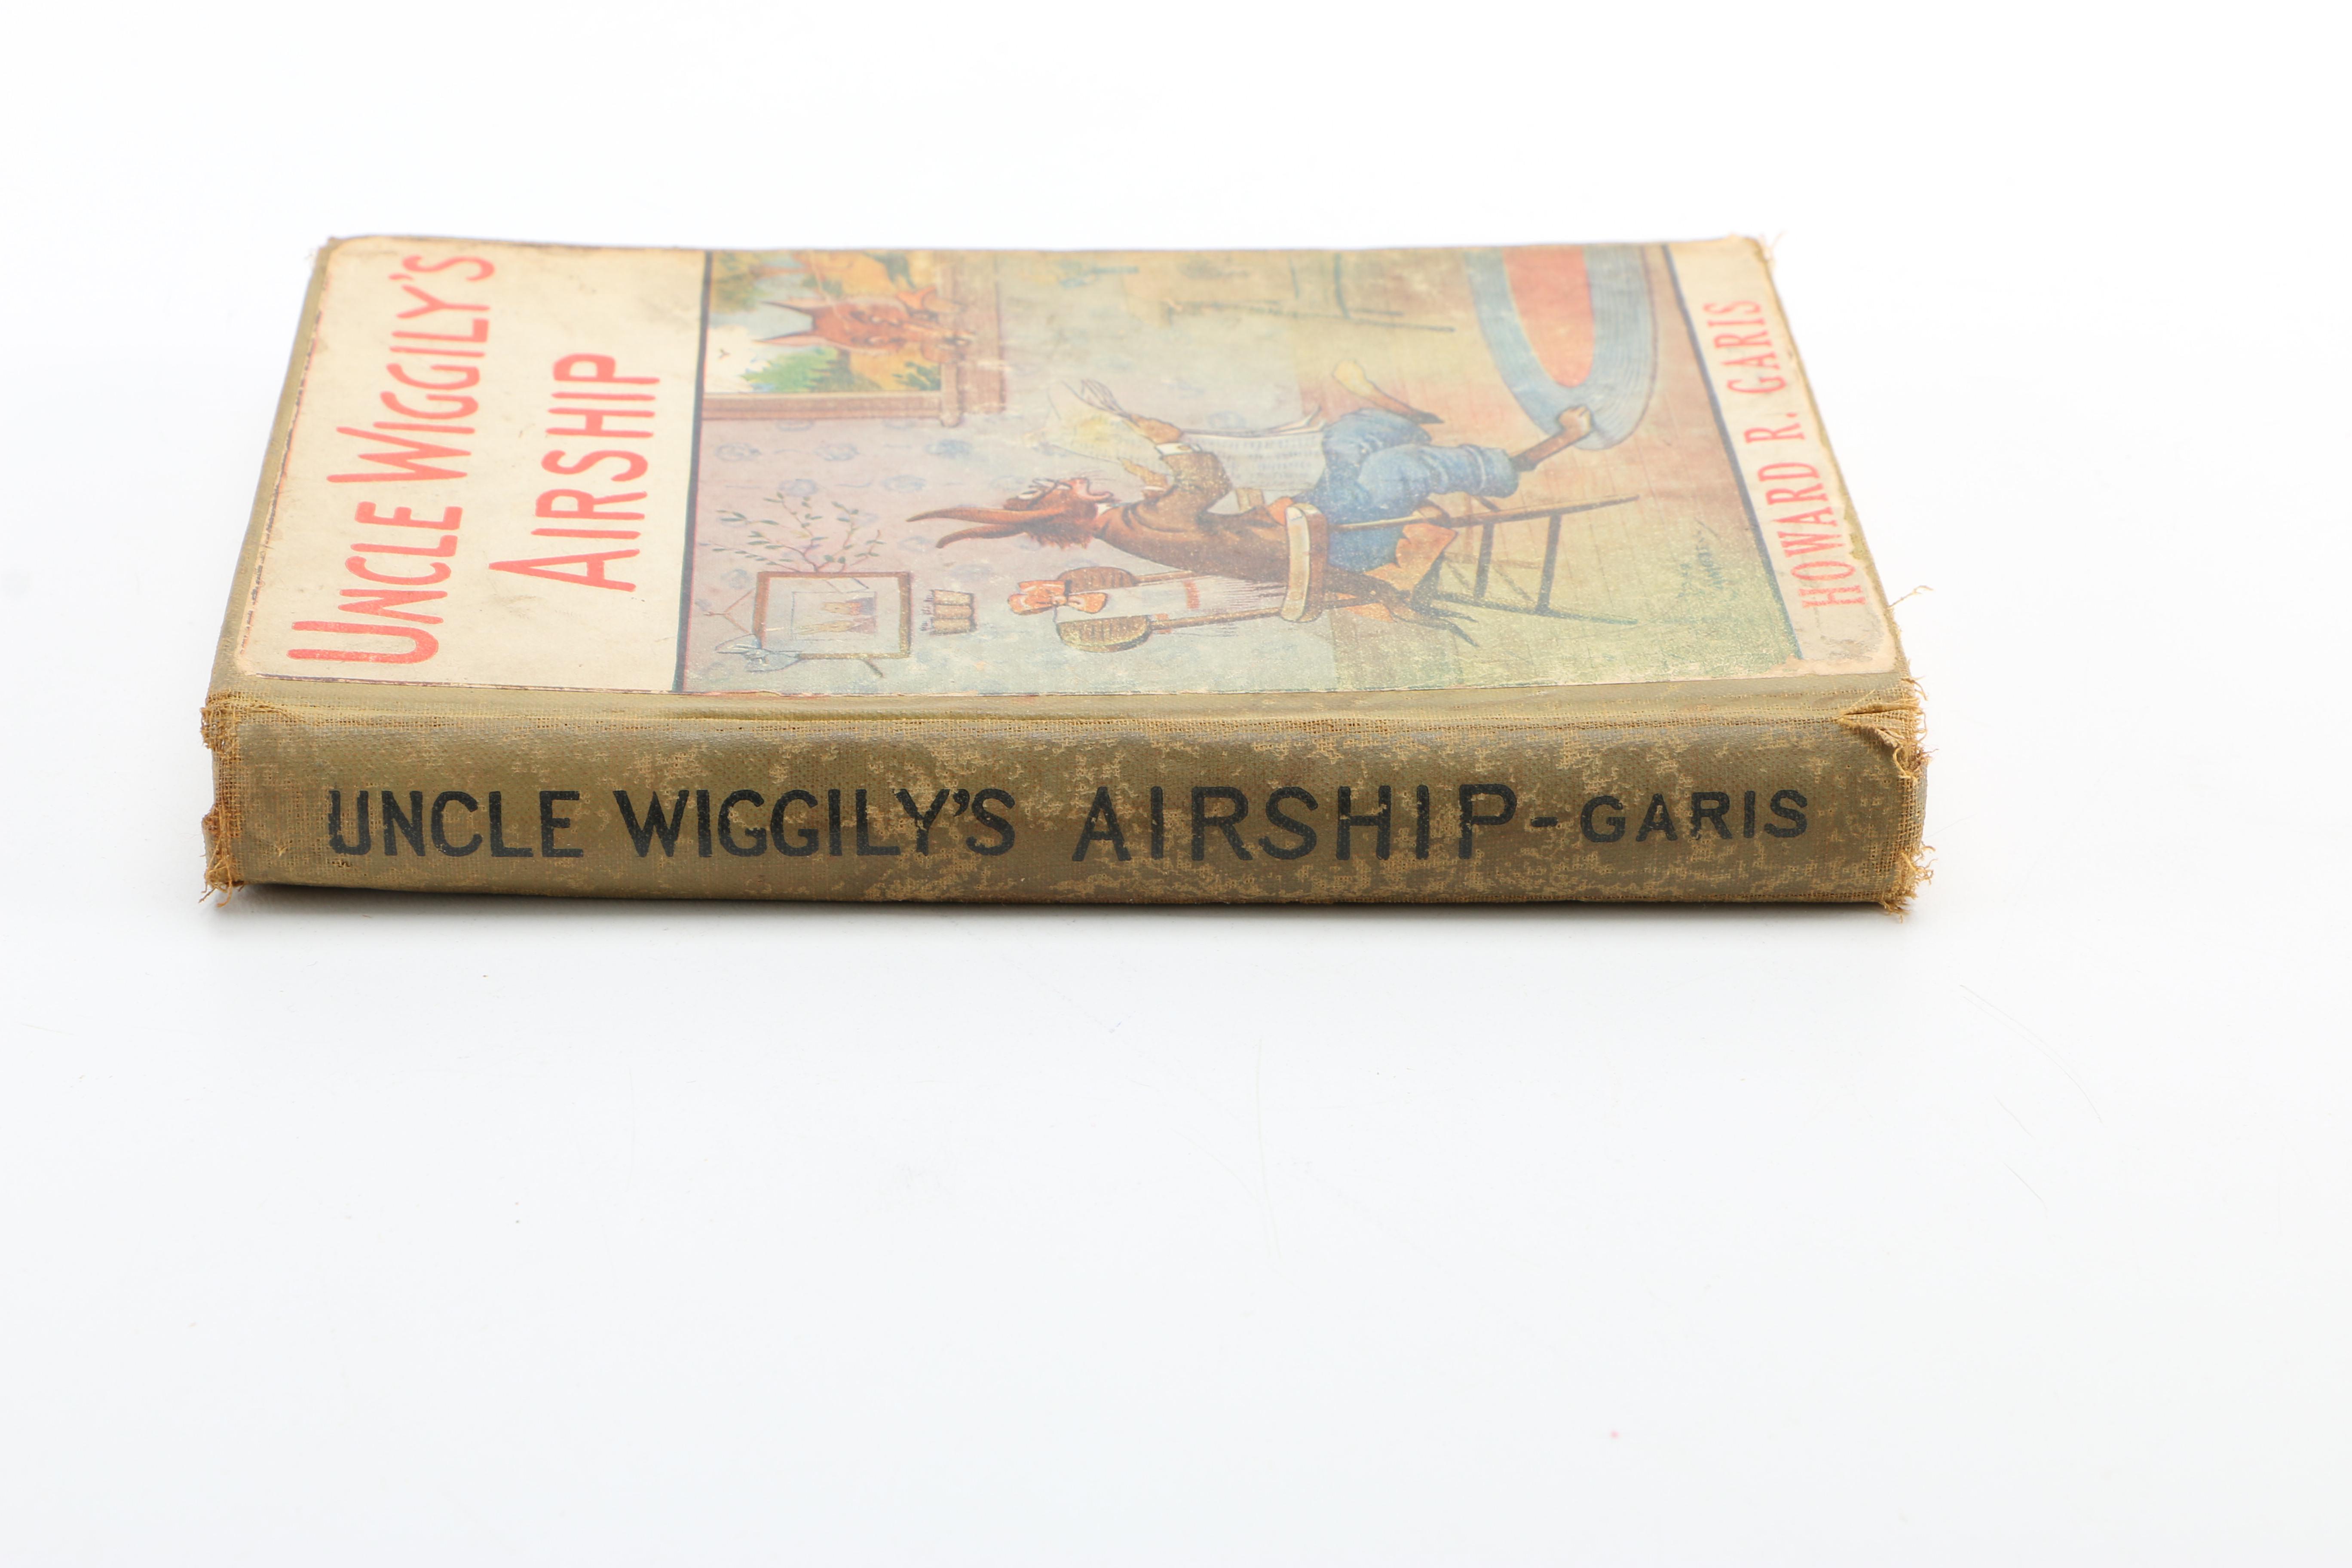 UNCLE WIGGILY'S
AIRSHIP
HOWARD R. GARIS
UNCLE WIGGILY'S AIRSHIP-GARIS